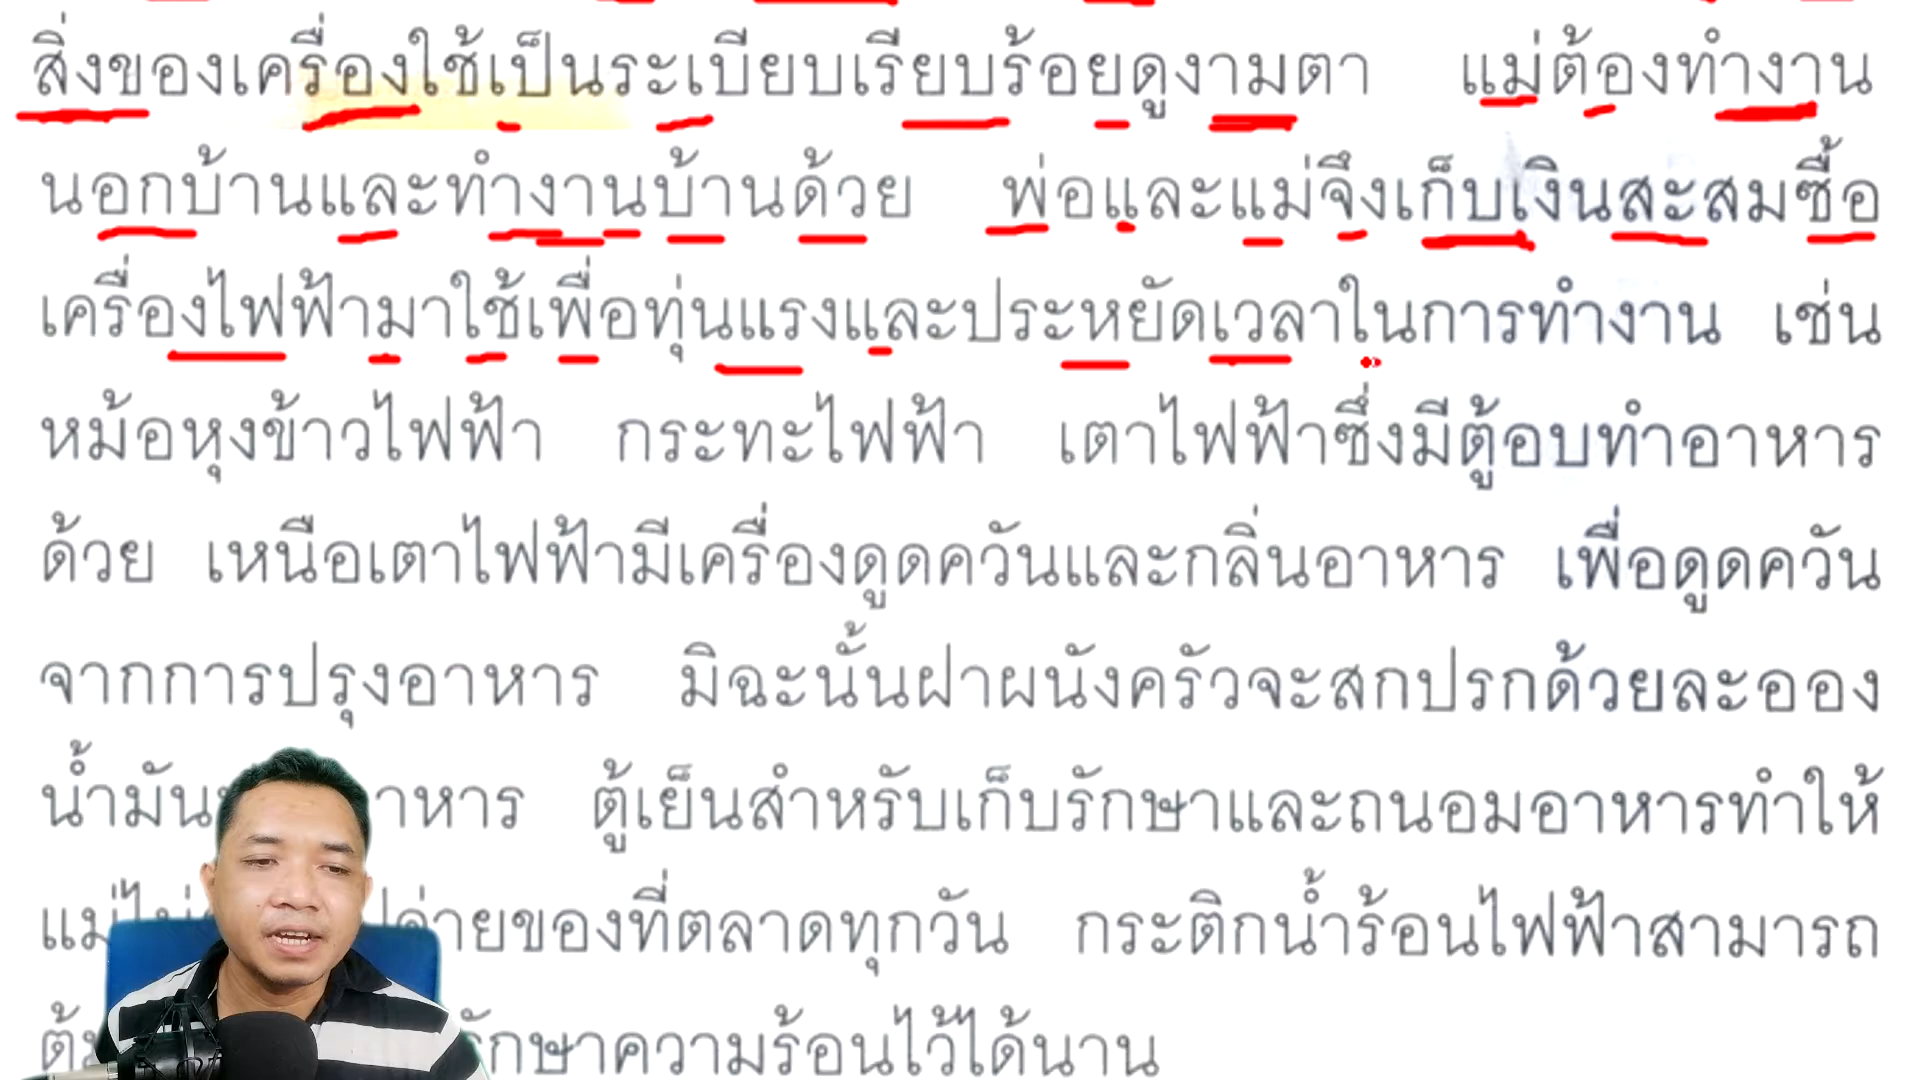 สิ่งของเครื่องใช้เป็นระเบียบเรียบร้อยดูงามตา แม่ต้องทำงาน
นอกบ้านและทำงานบ้านด้วย พ่อและแม่จึงเก็บเงินสะสมซื้อ
เครื่องไฟฟ้ามาใช้เพื่อทุ่นแรงและประหยัดเวลาในการทำงาน เช่น
หม้อหุงข้าวไฟฟ้า กระทะไฟฟ้า เตาไฟฟ้าซึ่งมีตู้อบทำอาหาร
ด้วย เหนือเตาไฟฟ้ามีเครื่องดูดควันและกลิ่นอาหาร เพื่อดูดควัน
จากการปรุงอาหาร มิฉะนั้นฝาผนังครัวจะสกปรกด้วยละออง
น้ำมัน าหาร ตู้เย็นสำหรับเก็บรักษาและถนอมอาหารทำให้
แม่ไม่ ปจ่ายของที่ตลาดทุกวัน กระติกน้ำร้อนไฟฟ้าสามารถ
ต้ รักษาความร้อนไว้ได้นาน